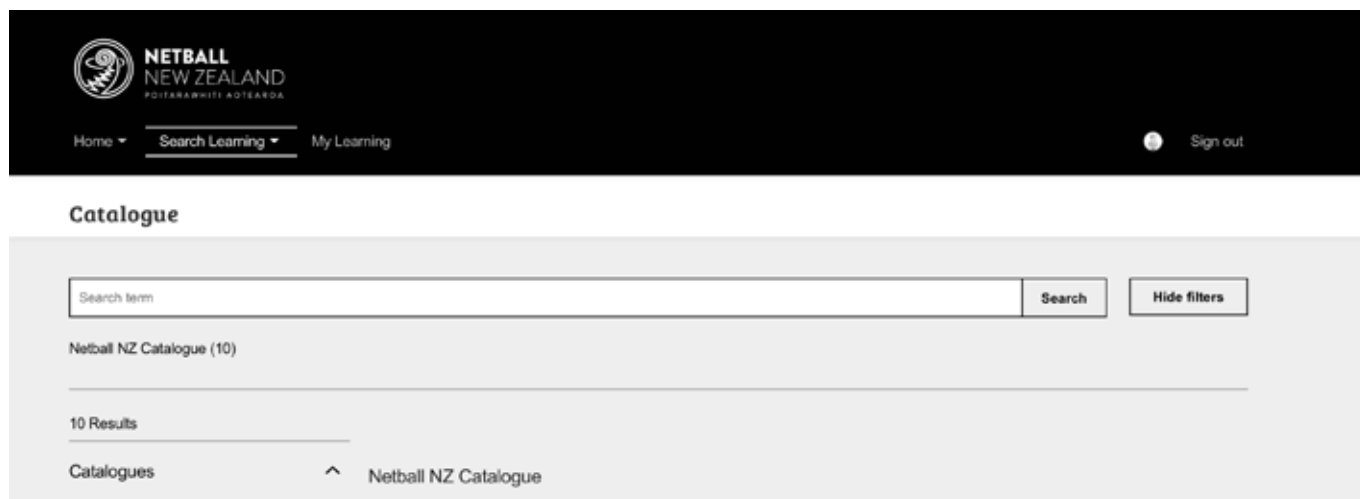 NETBALL
NEW ZEALAND
POITARAWHITI AOTEAROA
Home Search Learning My Learning Sign out
Catalogue
Search term Search Hide filters
Netball NZ Catalogue (10)
10 Results
Catalogues Netball NZ Catalogue